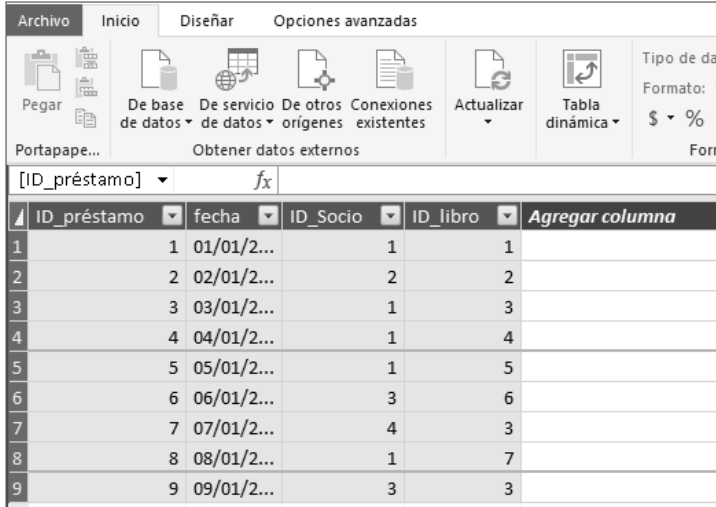 Archivo Inicio Diseñar Opciones avanzadas
Pegar
De base de datos
De servicio de datos
De otros orígenes
Conexiones existentes
Actualizar
Tabla dinámica
Tipo de da
Formato:
$ %
Portapape...
Obtener datos externos
For
[ID_préstamo] fx
ID_préstamo fecha ID_Socio ID_libro Agregar columna
1 1 01/01/2... 1 1
2 2 02/01/2... 2 2
3 3 03/01/2... 1 3
4 4 04/01/2... 1 4
5 5 05/01/2... 1 5
6 6 06/01/2... 3 6
7 7 07/01/2... 4 3
8 8 08/01/2... 1 7
9 9 09/01/2... 3 3